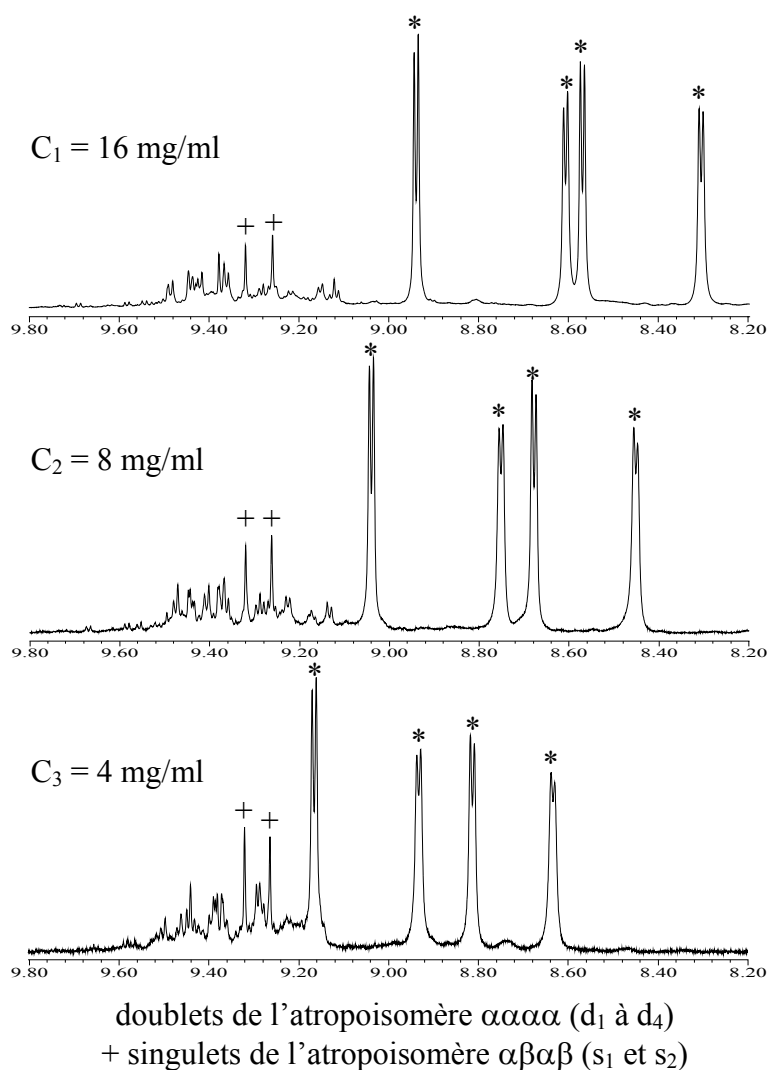 * * * *
C₁ = 16 mg/ml
+ +
9.80 9.60 9.40 9.20 9.00 8.80 8.60 8.40 8.20
* * * *
C₂ = 8 mg/ml
+ +
9.80 9.60 9.40 9.20 9.00 8.80 8.60 8.40 8.20
* * * *
C₃ = 4 mg/ml
+ +
9.80 9.60 9.40 9.20 9.00 8.80 8.60 8.40 8.20
doublets de l’atropoisomère αααα (d₁ à d₄)
+ singulets de l’atropoisomère αβαβ (s₁ et s₂)